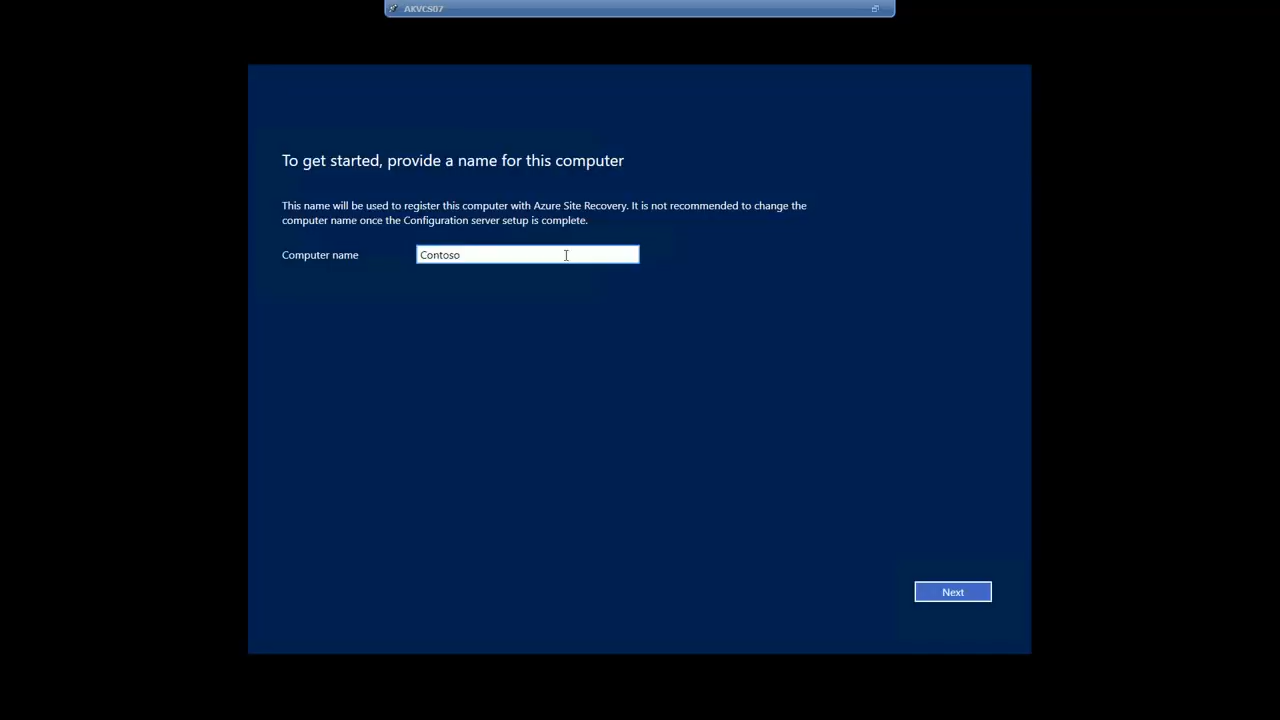 AKVCS07
To get started, provide a name for this computer
This name will be used to register this computer with Azure Site Recovery. It is not recommended to change the
computer name once the Configuration server setup is complete.
Computer name Contoso
Next